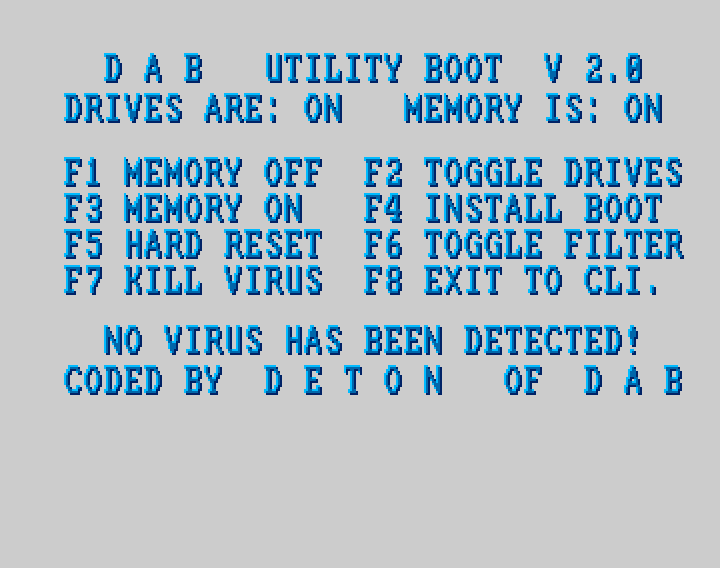 D A B   UTILITY BOOT  V 2.0
DRIVES ARE: ON   MEMORY IS: ON
F1 MEMORY OFF  F2 TOGGLE DRIVES
F3 MEMORY ON   F4 INSTALL BOOT
F5 HARD RESET  F6 TOGGLE FILTER
F7 KILL VIRUS  F8 EXIT TO CLI.
NO VIRUS HAS BEEN DETECTED!
CODED BY  D E T O N   OF  D A B